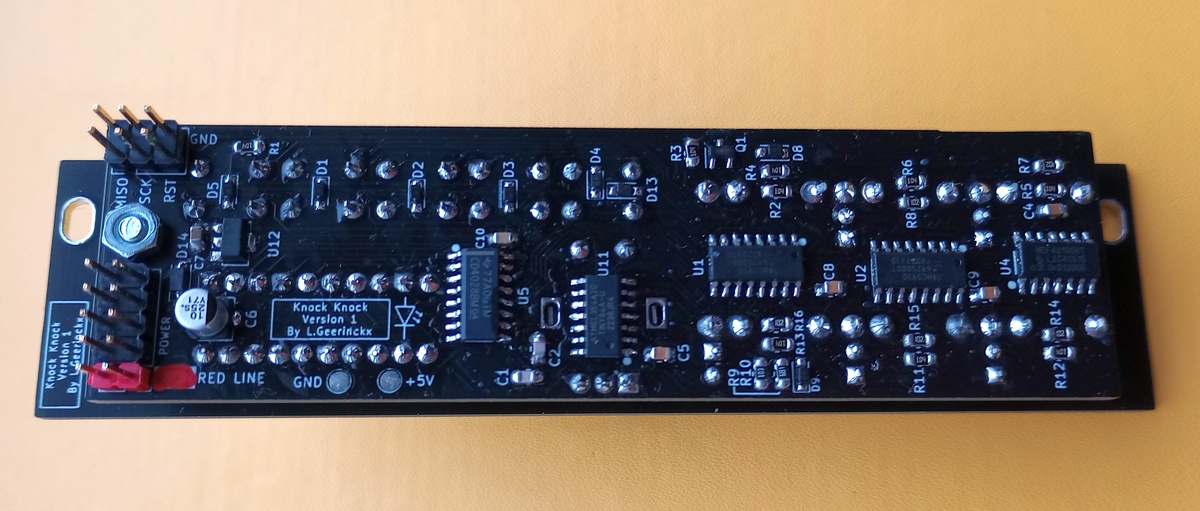 GND
MISO
SCK
RST
R1
D5
D1
D2
D3
D4
D13
R3
Q1
D8
R4
R2
R6
R8
R7
R5
C4
D14
C7
U12
C10
U5
U11
U1
C8
U2
C9
U4
POWER
C6
Knock Knock
Version 1
By L.Geerinckx
Knock Knock
Version 1
By L.Geerinckx
RED LINE
GND
+5V
C1
C2
C5
R16
R13
R9
R10
D9
R15
R11
R14
R12